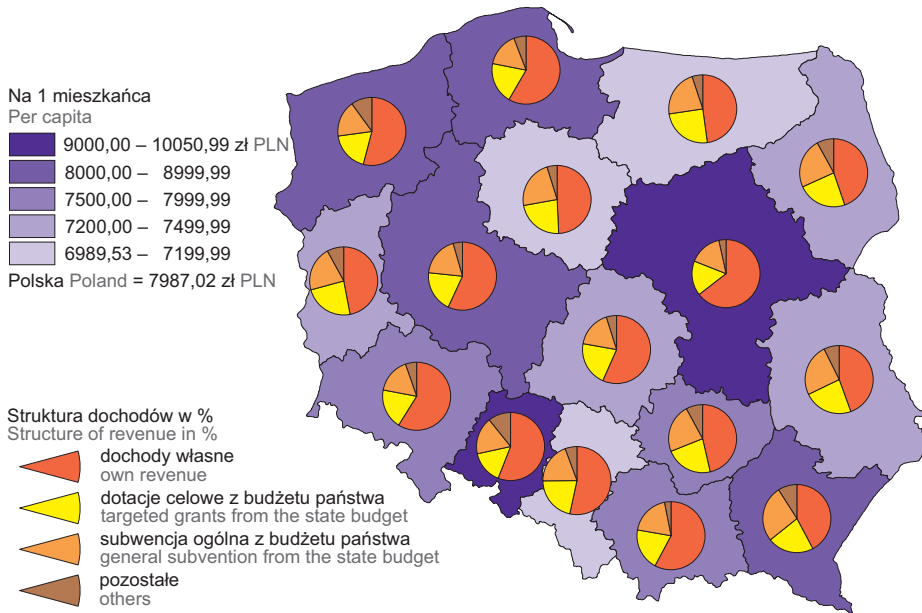 Na 1 mieszkańca
Per capita
9000,00 – 10050,99 zł PLN
8000,00 – 8999,99
7500,00 – 7999,99
7200,00 – 7499,99
6989,53 – 7199,99
Polska Poland = 7987,02 zł PLN
Struktura dochodów w %
Structure of revenue in %
dochody własne
own revenue
dotacje celowe z budżetu państwa
targeted grants from the state budget
subwencja ogólna z budżetu państwa
general subvention from the state budget
pozostałe
others